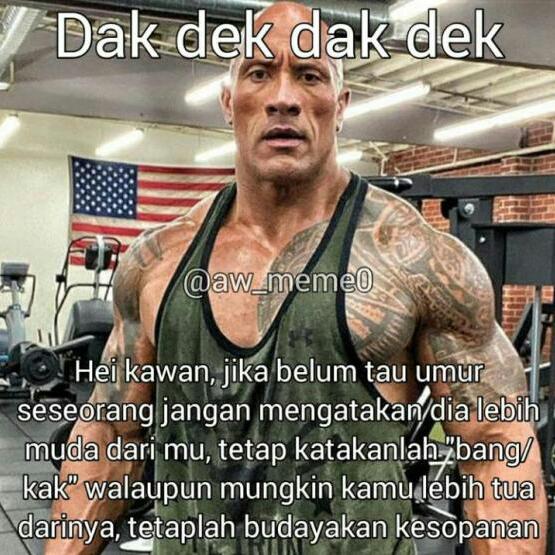 Dak dek dak dek
@aw_meme0
Hei kawan, jika belum tau umur
seseorang jangan mengatakan dia lebih
muda dari mu, tetap katakanlah "bang/
kak" walaupun mungkin kamu lebih tua
darinya, tetaplah budayakan kesopanan